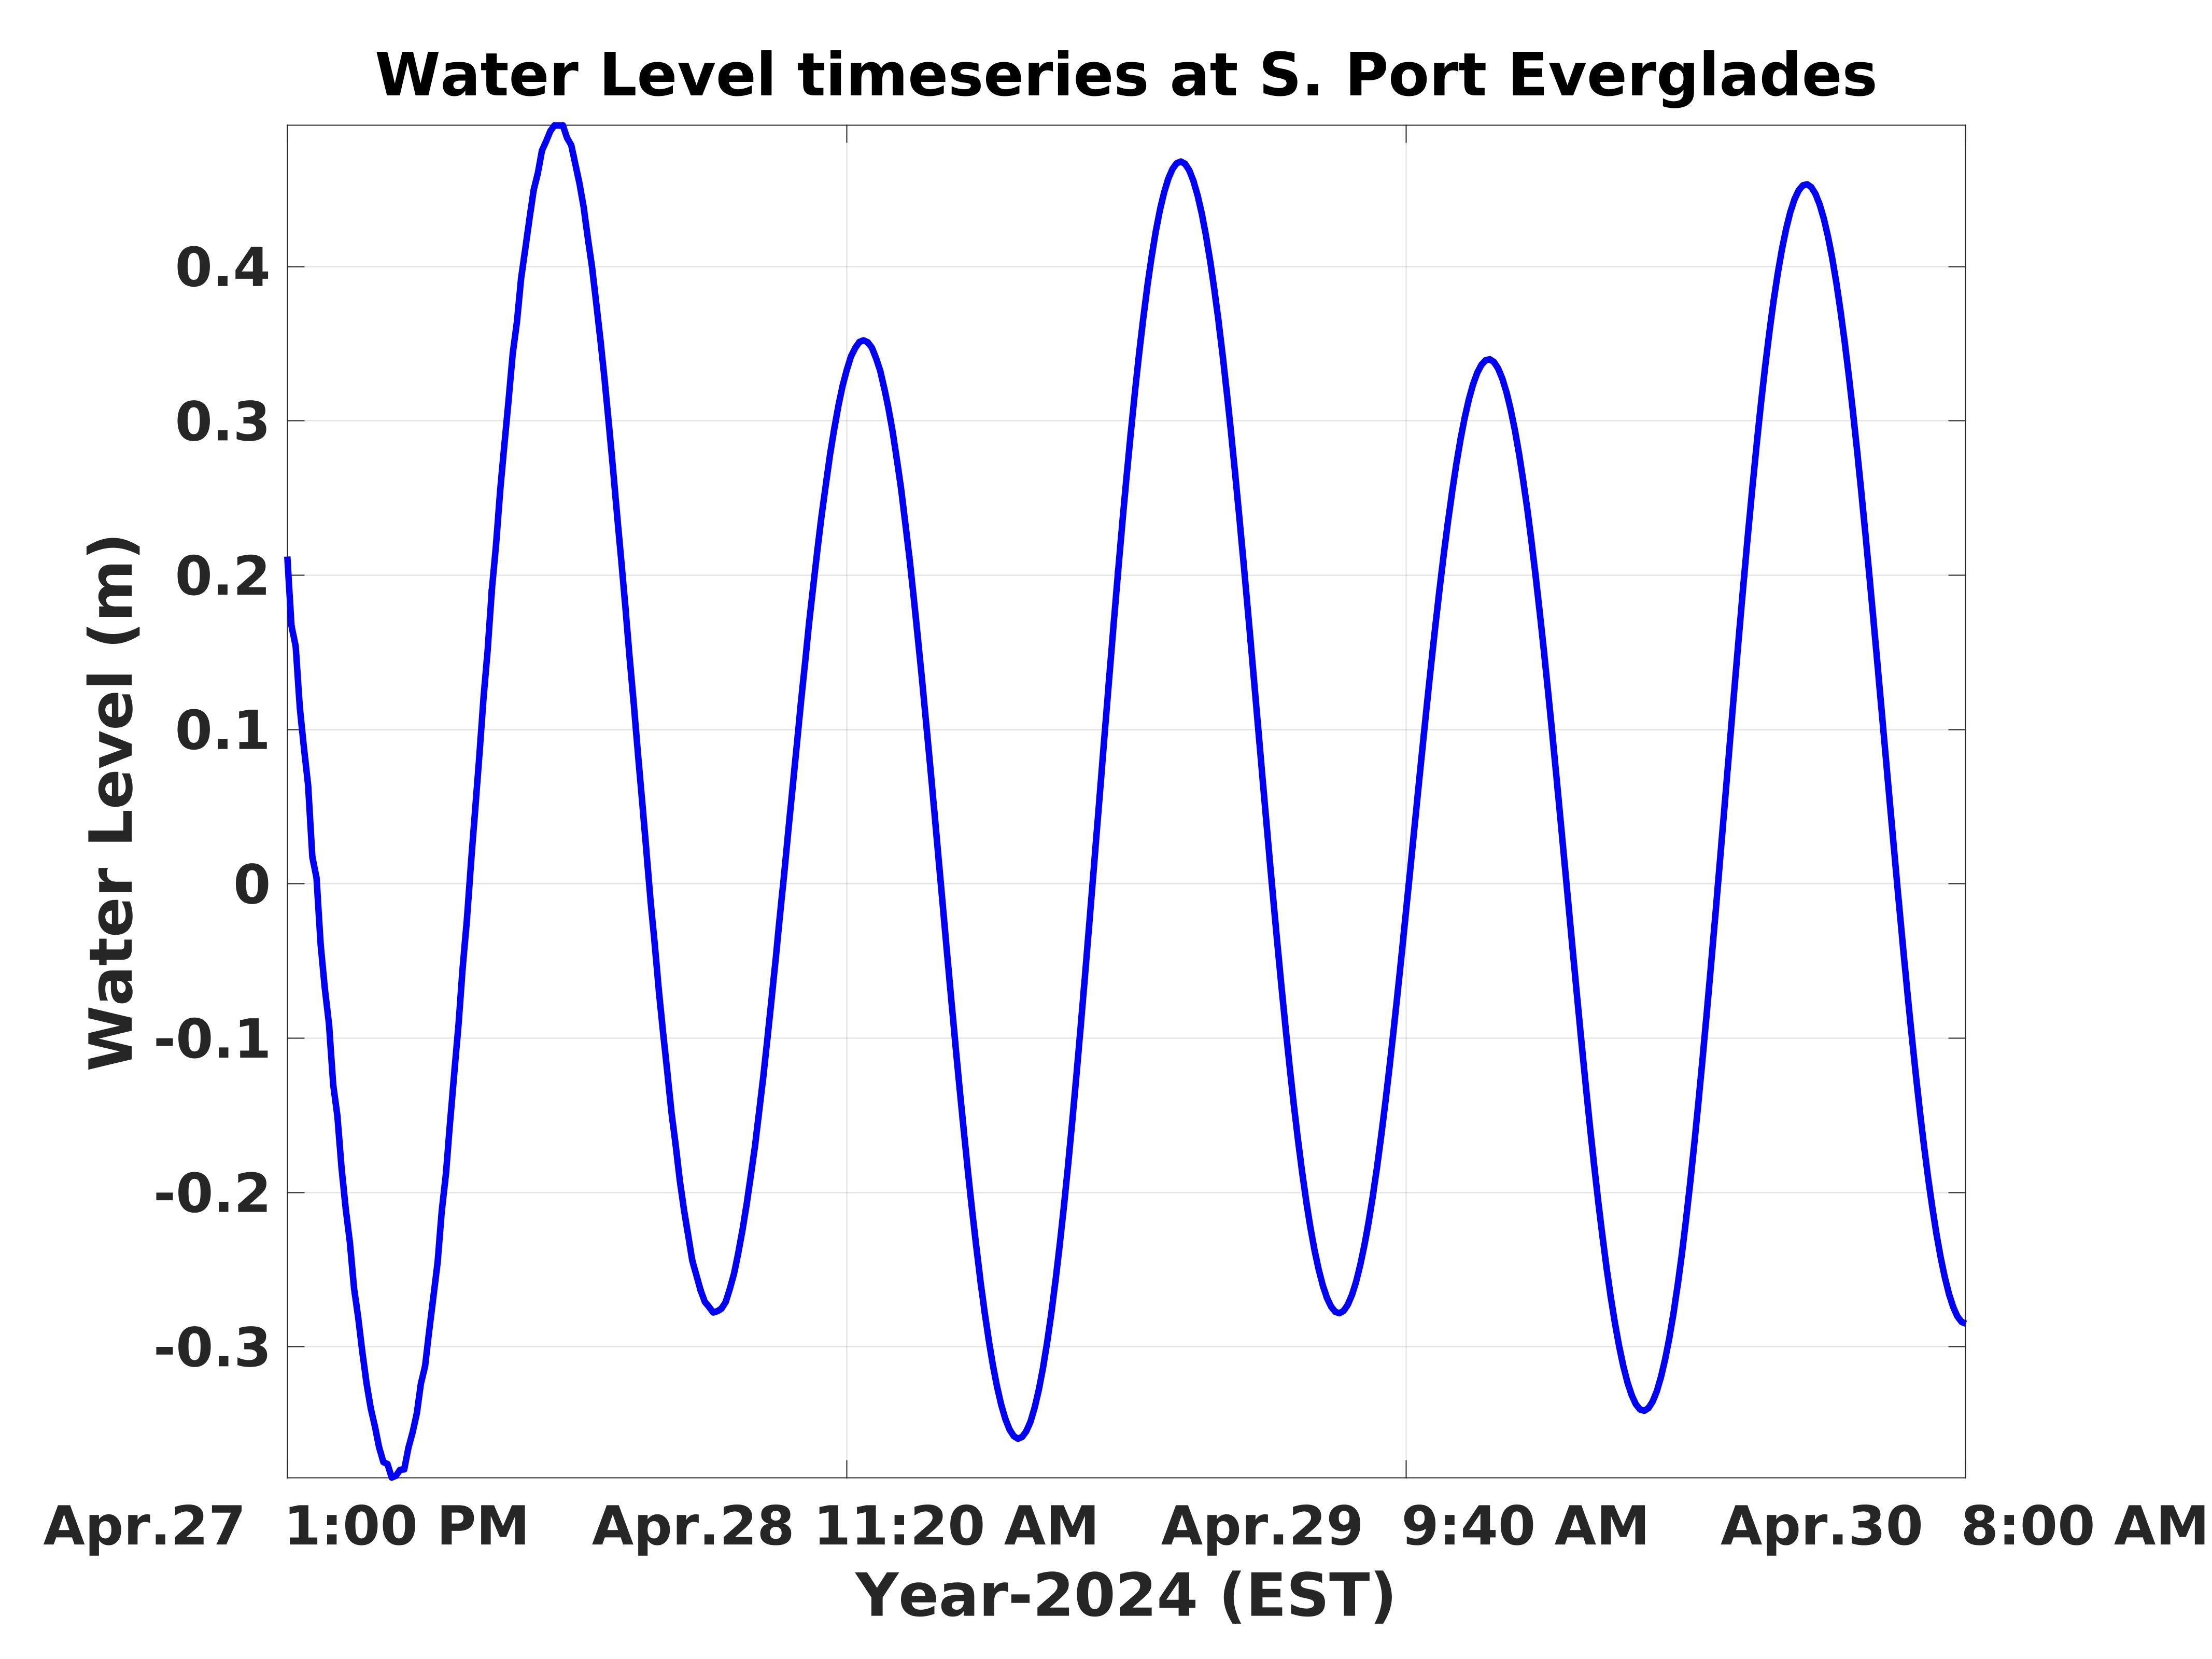 Water Level timeseries at S. Port Everglades
0.4
0.3
0.2
0.1
0
-0.1
-0.2
-0.3
Water Level (m)
Apr.27 1:00 PM Apr.28 11:20 AM Apr.29 9:40 AM Apr.30 8:00 AM
Year-2024 (EST)